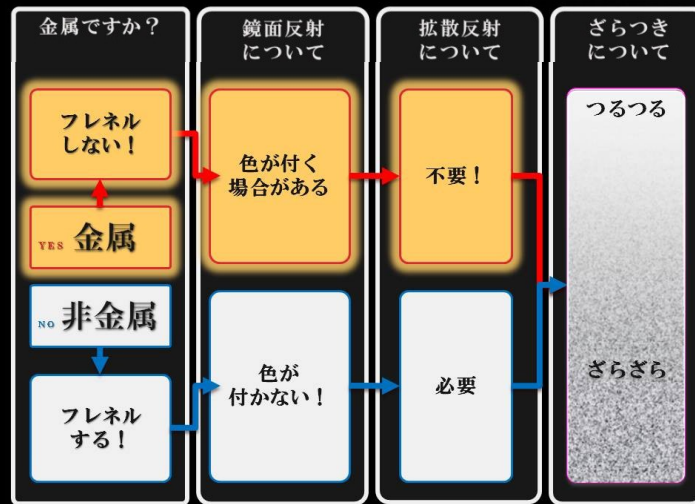 金属ですか？
鏡面反射
について
拡散反射
について
ざらつき
について
フレネル
しない！
YES 金属
NO 非金属
フレネル
する！
色が付く
場合がある
色が
付かない！
不要！
必要
つるつる
ざらざら